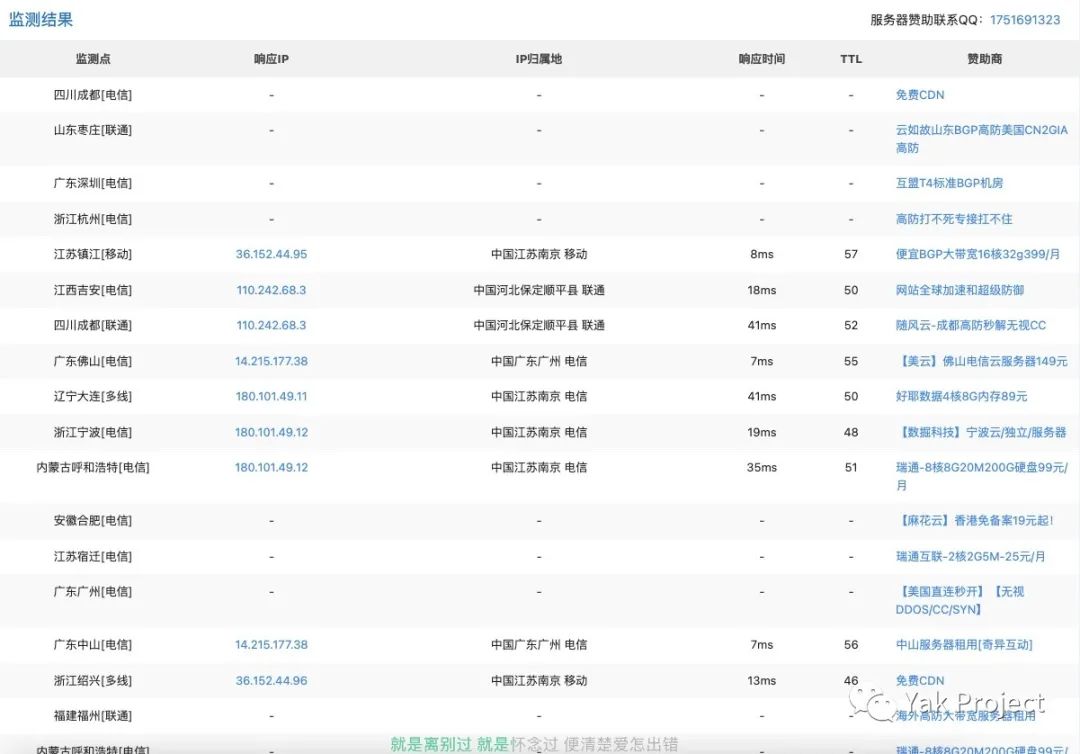 监测结果 服务器赞助联系QQ：1751691323
监测点 响应IP IP归属地 响应时间 TTL 赞助商
四川成都[电信] - - - - 免费CDN
山东枣庄[联通] - - - - 云如故山东BGP高防美国CN2GIA
高防
广东深圳[电信] - - - - 互盟T4标准BGP机房
浙江杭州[电信] - - - - 高防打不死专接扛不住
江苏镇江[移动] 36.152.44.95 中国江苏南京 移动 8ms 57 便宜BGP大带宽16核32g399/月
江西吉安[电信] 110.242.68.3 中国河北保定顺平县 联通 18ms 50 网站全球加速和超级防御
四川成都[联通] 110.242.68.3 中国河北保定顺平县 联通 41ms 52 随风云-成都高防秒解无视CC
广东佛山[电信] 14.215.177.38 中国广东广州 电信 7ms 55 【美云】佛山电信云服务器149元
辽宁大连[多线] 180.101.49.11 中国江苏南京 电信 41ms 50 好耶数据4核8G内存89元
浙江宁波[电信] 180.101.49.12 中国江苏南京 电信 19ms 48 【数掘科技】宁波云/独立/服务器
内蒙古呼和浩特[电信] 180.101.49.12 中国江苏南京 电信 35ms 51 瑞通-8核8G20M200G硬盘99元/
月
安徽合肥[电信] - - - - 【麻花云】香港免备案19元起!
江苏宿迁[电信] - - - - 瑞通互联-2核2G5M-25元/月
广东广州[电信] - - - - 【美国直连秒开】【无视
DDOS/CC/SYN】
广东中山[电信] 14.215.177.38 中国广东广州 电信 7ms 56 中山服务器租用[奇异互动]
浙江绍兴[多线] 36.152.44.96 中国江苏南京 移动 13ms 46 免费CDN
Yak Project
福建福州[联通] - - - - 海外高防大带宽服务器租用
内蒙古呼和浩特[电信] - - - - 瑞通-8核8G20M200G硬盘99元/
就是离别过 就是怀念过 便清楚爱怎出错